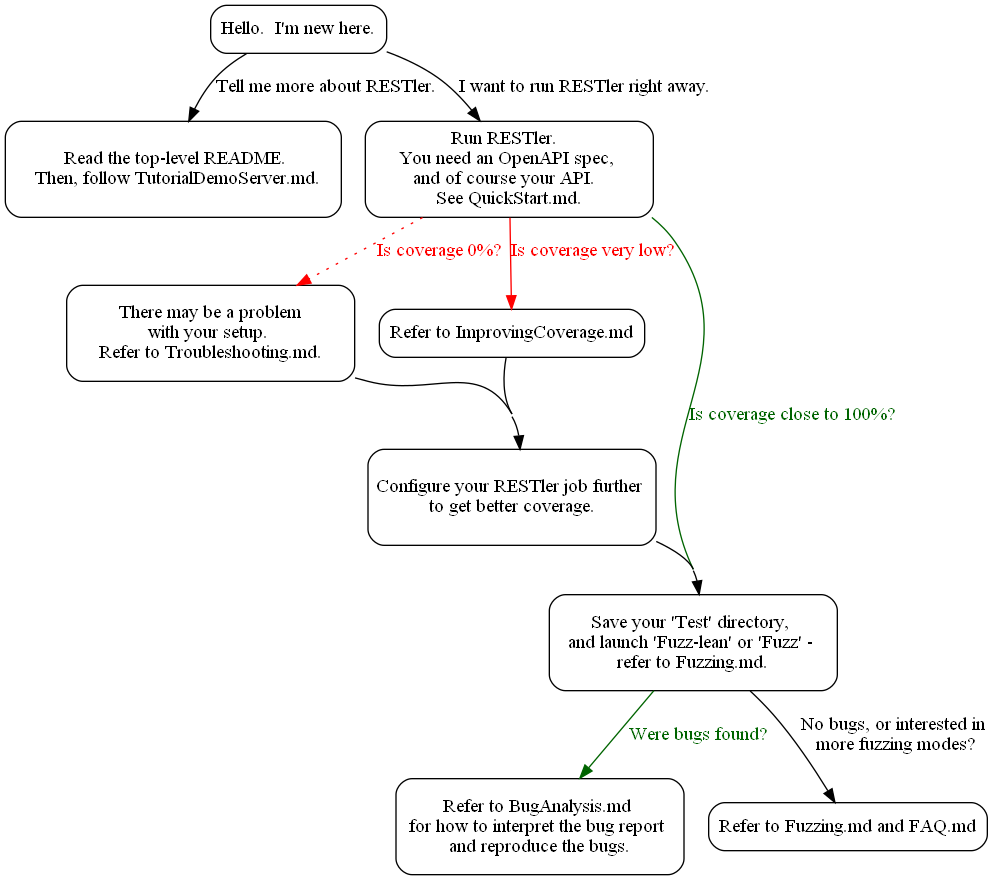 Hello.  I'm new here.
Tell me more about RESTler.
I want to run RESTler right away.
Read the top-level README.
Then, follow TutorialDemoServer.md.
Run RESTler.
You need an OpenAPI spec,
and of course your API.
See QuickStart.md.
Is coverage 0%?
Is coverage very low?
There may be a problem
with your setup.
Refer to Troubleshooting.md.
Refer to ImprovingCoverage.md
Is coverage close to 100%?
Configure your RESTler job further
to get better coverage.
Save your 'Test' directory,
and launch 'Fuzz-lean' or 'Fuzz' -
refer to Fuzzing.md.
Were bugs found?
No bugs, or interested in
more fuzzing modes?
Refer to BugAnalysis.md
for how to interpret the bug report
and reproduce the bugs.
Refer to Fuzzing.md and FAQ.md